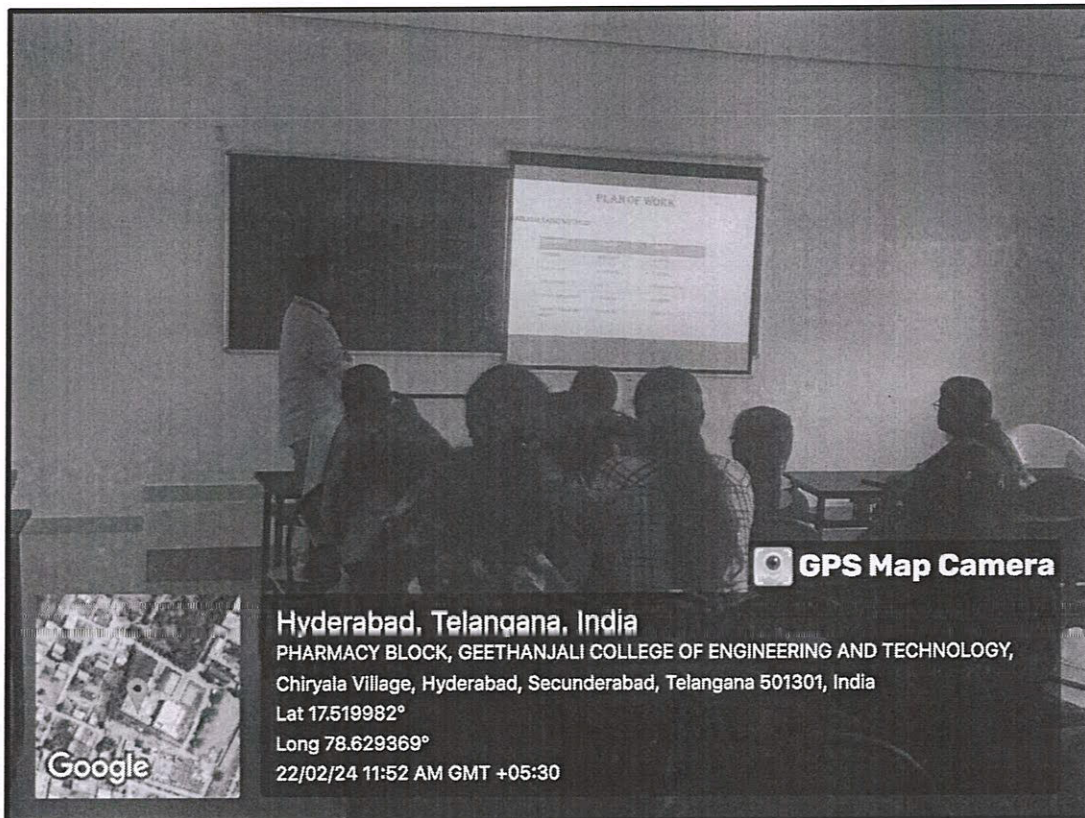 PLAN OF WORK
GPS Map Camera
Hyderabad, Telangana, India
PHARMACY BLOCK, GEETHANJALI COLLEGE OF ENGINEERING AND TECHNOLOGY,
Chiryala Village, Hyderabad, Secunderabad, Telangana 501301, India
Lat 17.519982°
Long 78.629369°
22/02/24 11:52 AM GMT +05:30
Google